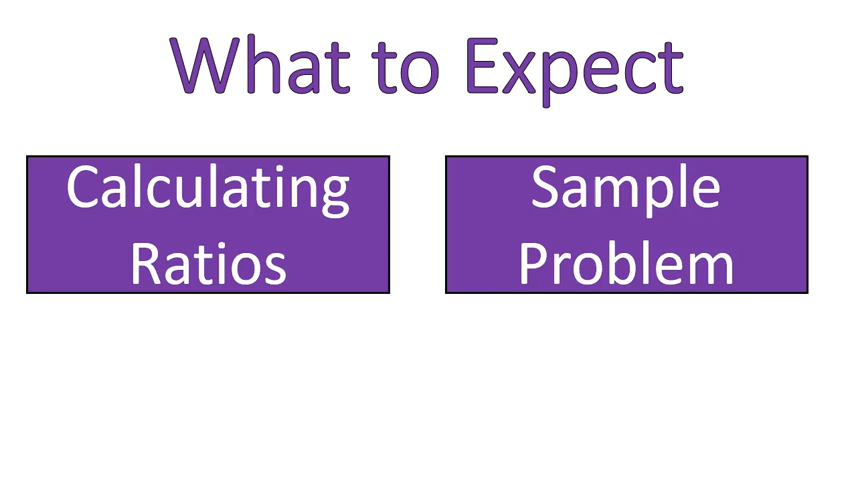 What to Expect
Calculating
Ratios
Sample
Problem